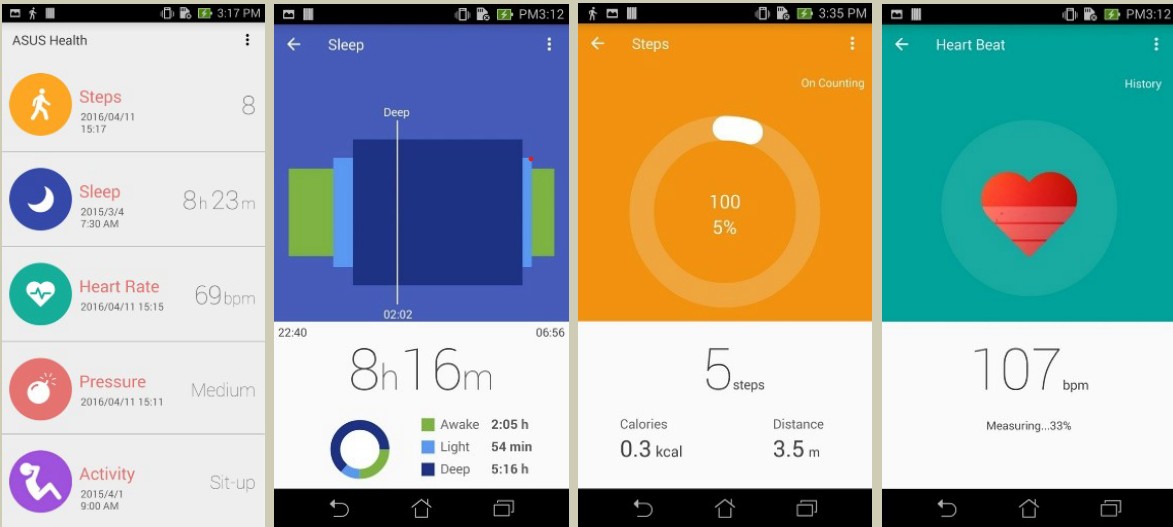 3:17 PM
ASUS Health
Steps
2016/04/11
15:17
8
Sleep
2015/3/4
7:30 AM
8h 23m
Heart Rate
2016/04/11 15:15
69bpm
Pressure
2016/04/11 15:11
Medium
Activity
2015/4/1
9:00 AM
Sit-up
PM3:12
Sleep
Deep
02:02
22:40 06:56
8h16m
Awake 2:05 h
Light 54 min
Deep 5:16 h
3:35 PM
Steps
On Counting
100
5%
5 steps
Calories Distance
0.3 kcal 3.5 m
PM3:12
Heart Beat
History
107 bpm
Measuring...33%